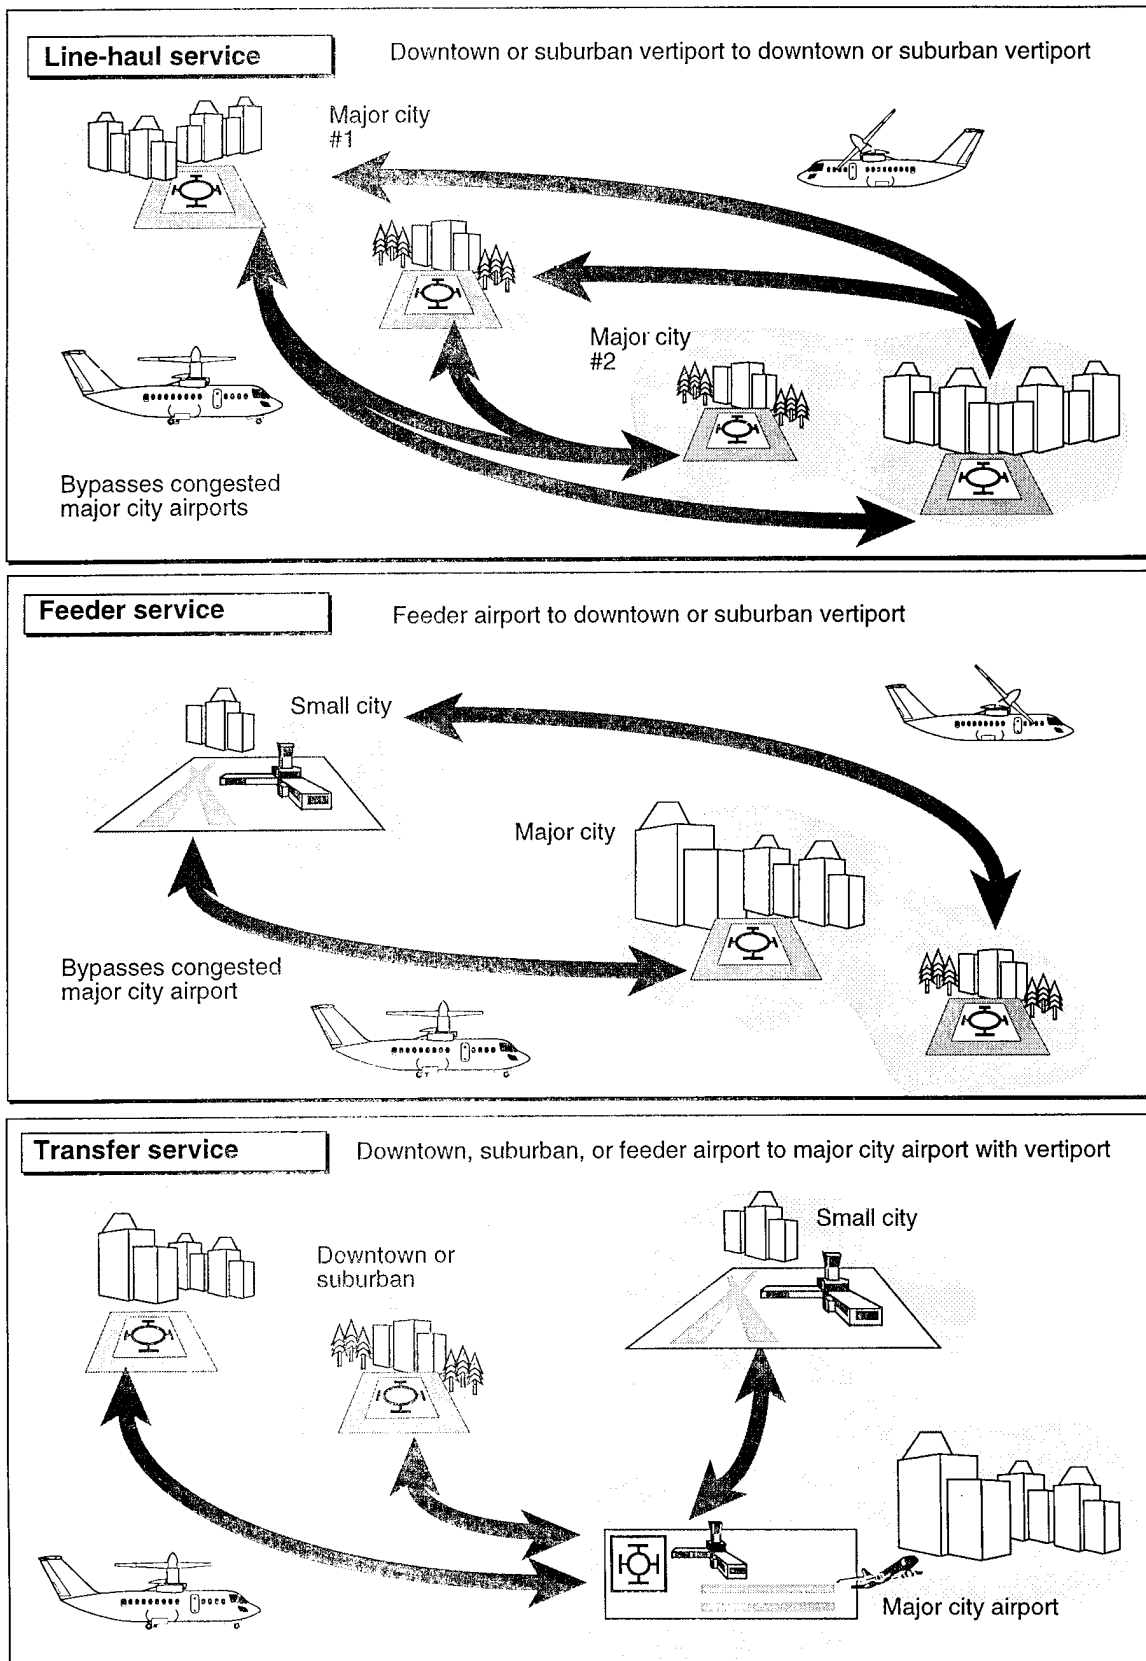 Line-haul service
Downtown or suburban vertiport to downtown or suburban vertiport
Major city
#1
Major city
#2
Bypasses congested
major city airports
Feeder service
Feeder airport to downtown or suburban vertiport
Small city
Major city
Bypasses congested
major city airport
Transfer service
Downtown, suburban, or feeder airport to major city airport with vertiport
Small city
Downtown or
suburban
Major city airport